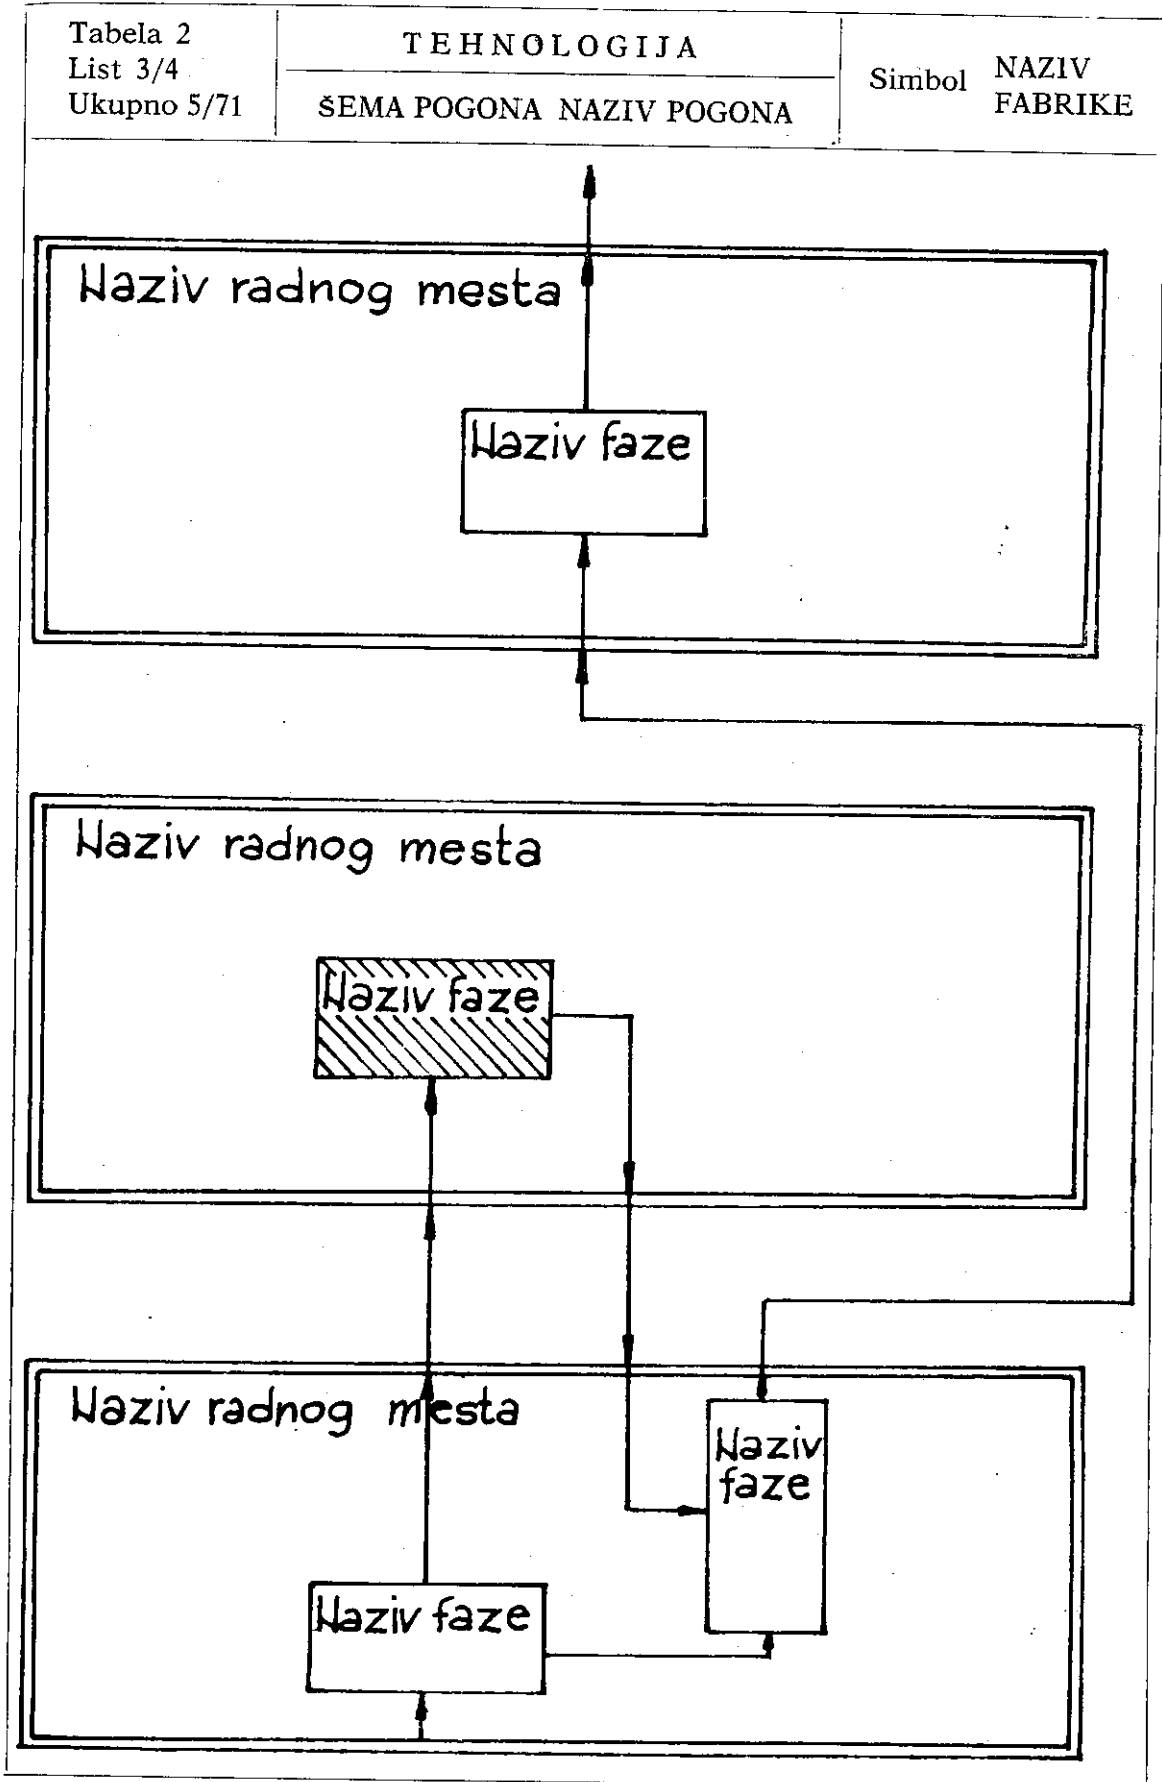 Tabela 2
List 3/4
Ukupno 5/71
TEHNOLOGIJA
ŠEMA POGONA NAZIV POGONA
Simbol
NAZIV
FABRIKE
Naziv radnog mesta
Naziv faze
Naziv radnog mesta
Naziv faze
Naziv radnog mesta
Naziv
faze
Naziv faze